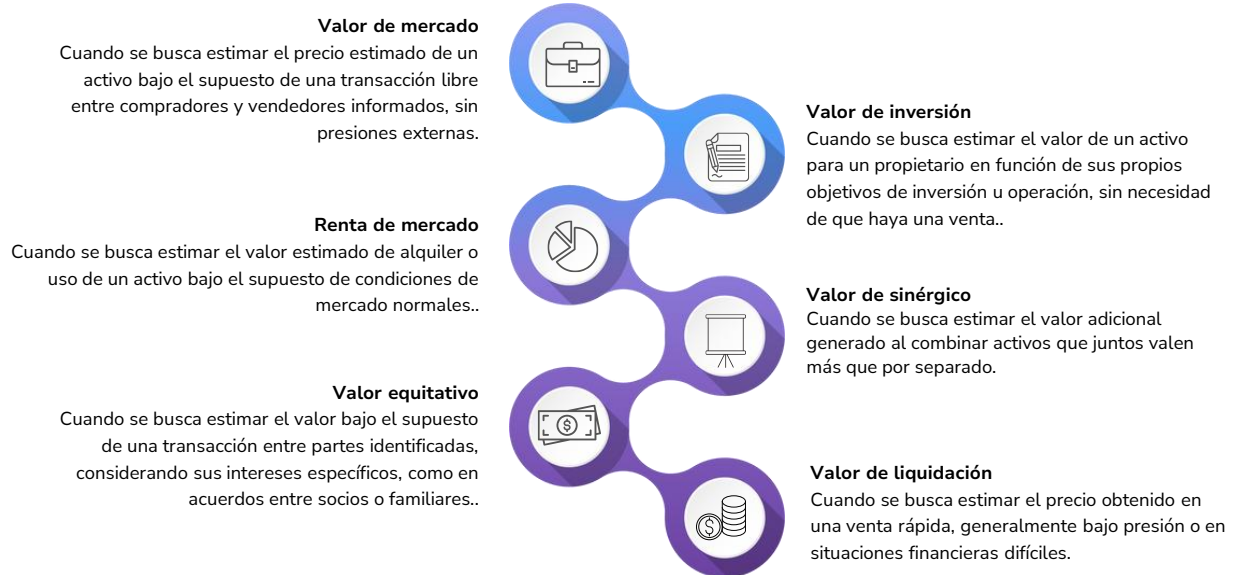 Valor de mercado
Cuando se busca estimar el precio estimado de un
activo bajo el supuesto de una transacción libre
entre compradores y vendedores informados, sin
presiones externas.
Valor de inversión
Cuando se busca estimar el valor de un activo
para un propietario en función de sus propios
objetivos de inversión u operación, sin necesidad
de que haya una venta..
Renta de mercado
Cuando se busca estimar el valor estimado de alquiler o
uso de un activo bajo el supuesto de condiciones de
mercado normales..
Valor de sinérgico
Cuando se busca estimar el valor adicional
generado al combinar activos que juntos valen
más que por separado.
Valor equitativo
Cuando se busca estimar el valor bajo el supuesto
de una transacción entre partes identificadas,
considerando sus intereses específicos, como en
acuerdos entre socios o familiares..
Valor de liquidación
Cuando se busca estimar el precio obtenido en
una venta rápida, generalmente bajo presión o en
situaciones financieras difíciles.